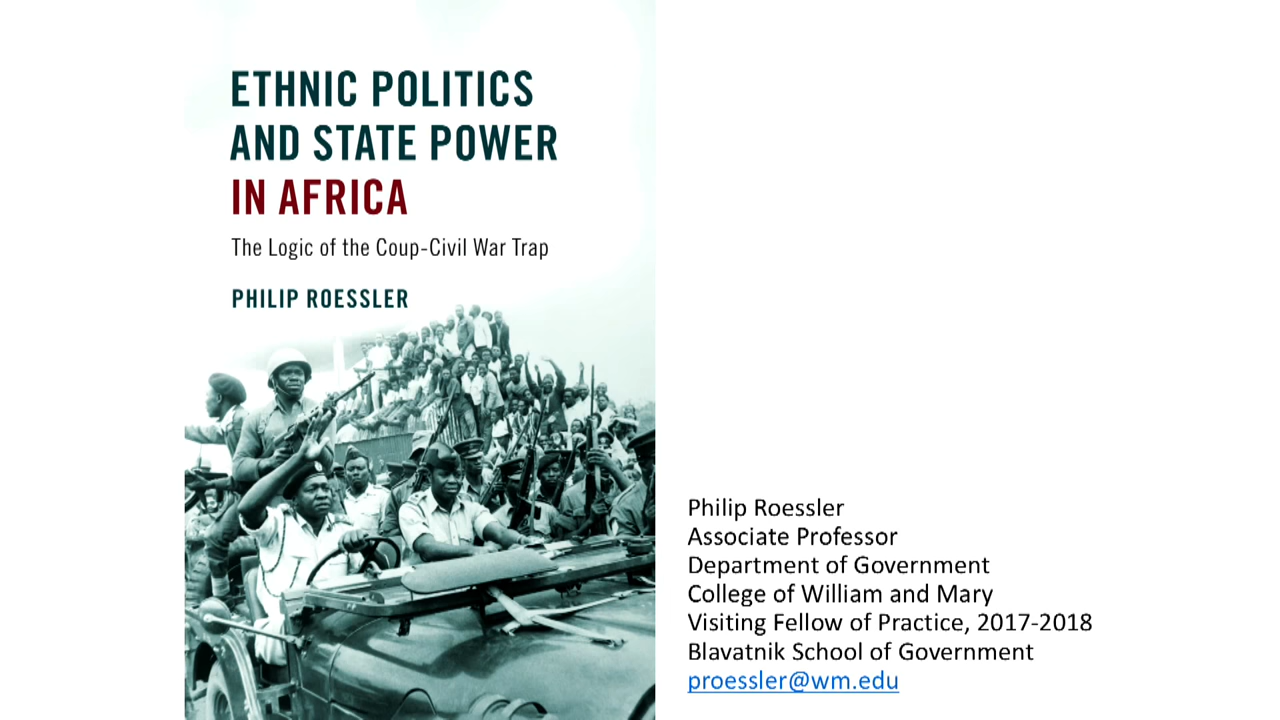 ETHNIC POLITICS
AND STATE POWER
IN AFRICA
The Logic of the Coup-Civil War Trap
PHILIP ROESSLER
Philip Roessler
Associate Professor
Department of Government
College of William and Mary
Visiting Fellow of Practice, 2017-2018
Blavatnik School of Government
proessler@wm.edu